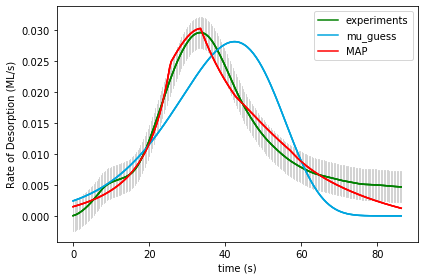 experiments
mu_guess
MAP
Rate of Desorption (ML/s)
0.030
0.025
0.020
0.015
0.010
0.005
0.000
0 20 40 60 80
time (s)